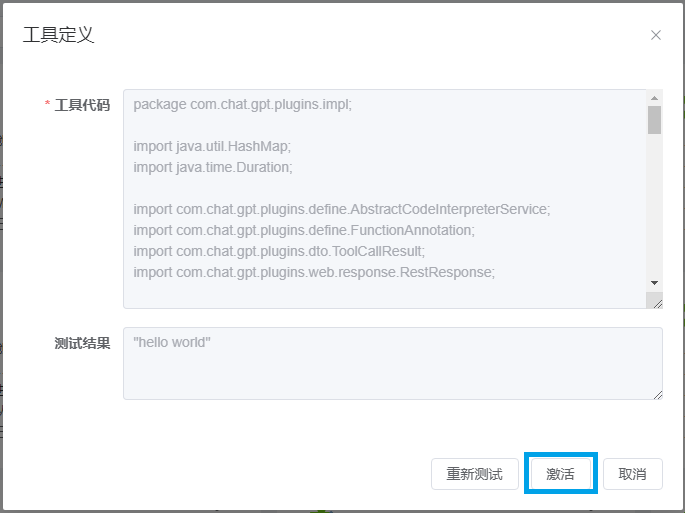 工具定义
* 工具代码
package com.chat.gpt.plugins.impl;
import java.util.HashMap;
import java.time.Duration;
import com.chat.gpt.plugins.define.AbstractCodeInterpreterService;
import com.chat.gpt.plugins.define.FunctionAnnotation;
import com.chat.gpt.plugins.dto.ToolCallResult;
import com.chat.gpt.plugins.web.response.RestResponse;
测试结果
"hello world"
重新测试 激活 取消